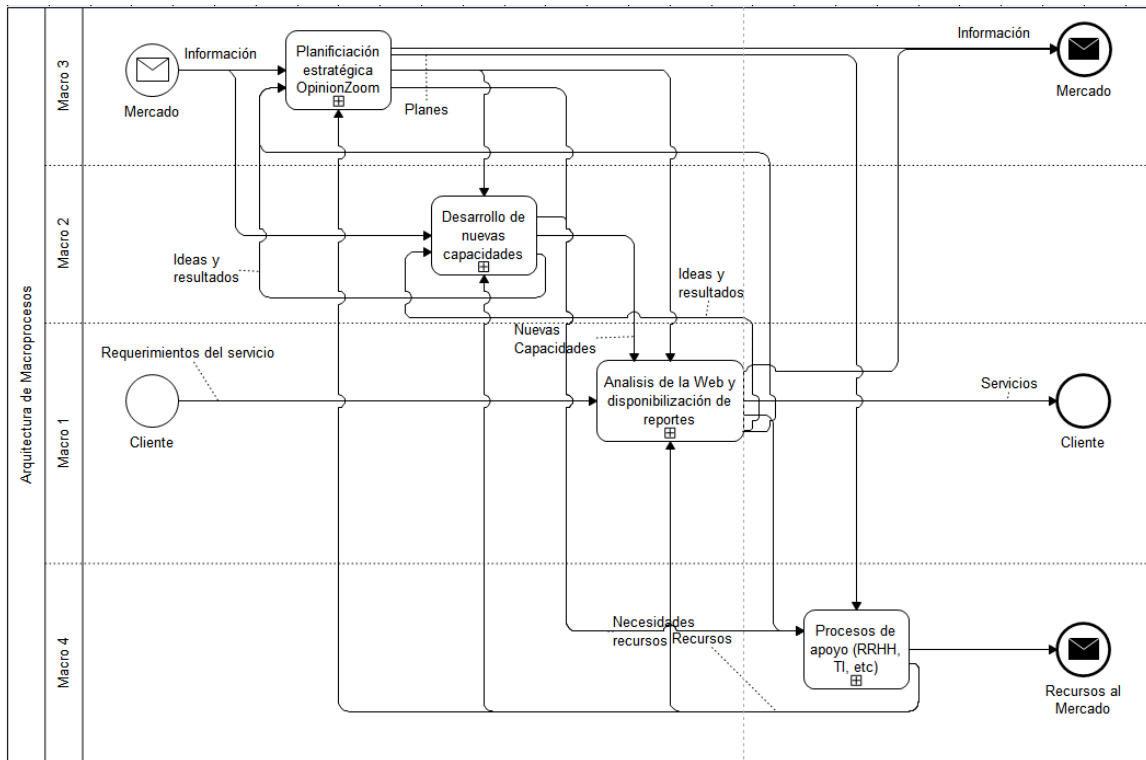 Arquitectura de Macroprocesos
Macro 3
Mercado
Información
Planificiación
estratégica
OpinionZoom
Planes
Información
Mercado
Macro 2
Desarrollo de
nuevas
capacidades
Ideas y
resultados
Ideas y
resultados
Nuevas
Capacidades
Macro 1
Requerimientos del servicio
Cliente
Analisis de la Web y
disponibilización de
reportes
Servicios
Cliente
Macro 4
Necesidades
recursos
Recursos
Procesos de
apoyo (RRHH,
TI, etc)
Recursos al
Mercado